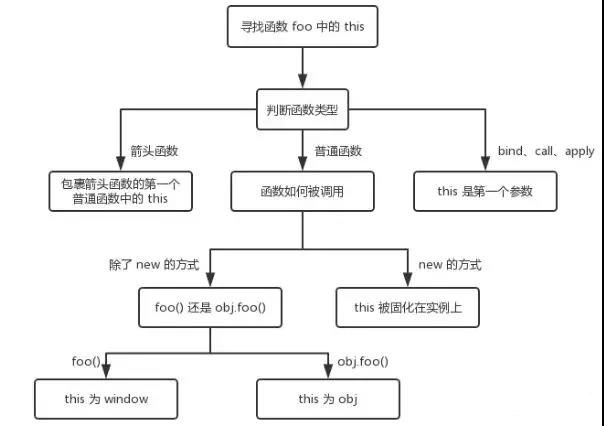 寻找函数 foo 中的 this
判断函数类型
箭头函数
普通函数
bind、call、apply
包裹箭头函数的第一个
普通函数中的 this
函数如何被调用
this 是第一个参数
除了 new 的方式
new 的方式
foo() 还是 obj.foo()
this 被固化在实例上
foo()
obj.foo()
this 为 window
this 为 obj